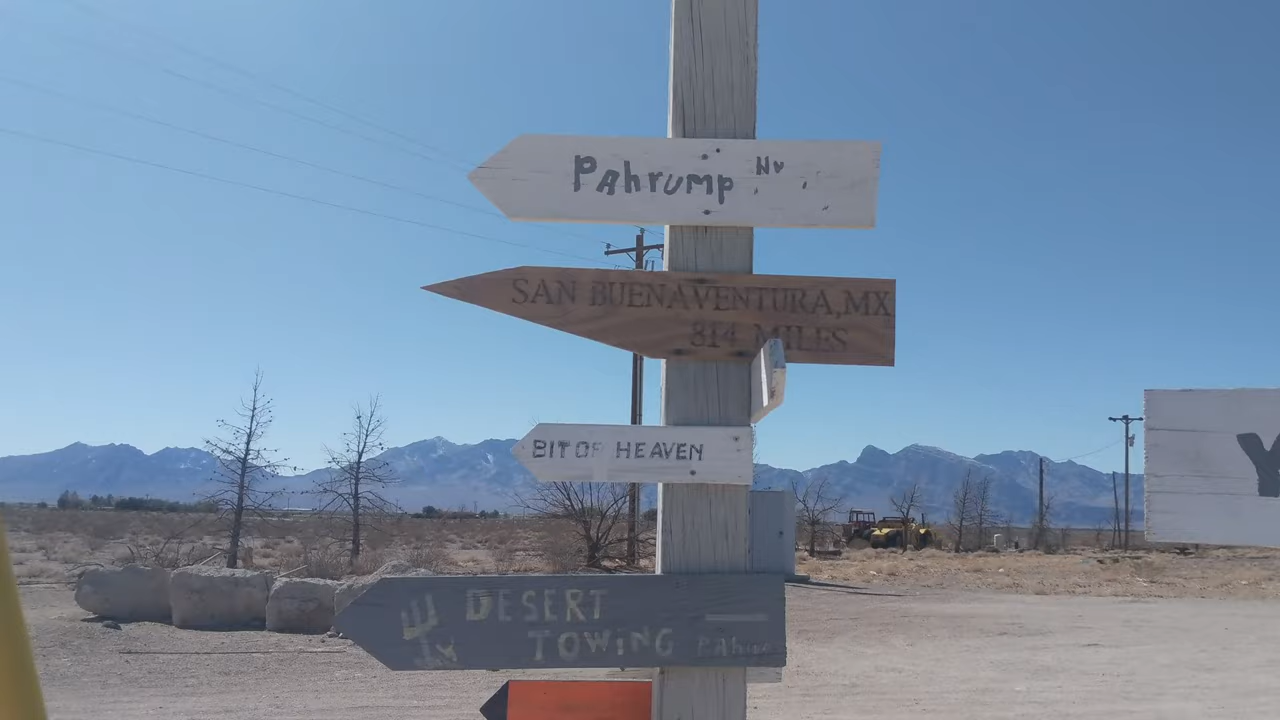 Pahrump Nv
SAN BUENAVENTURA,MX
814 MILES
BIT OF HEAVEN
DESERT
TOWING
Y